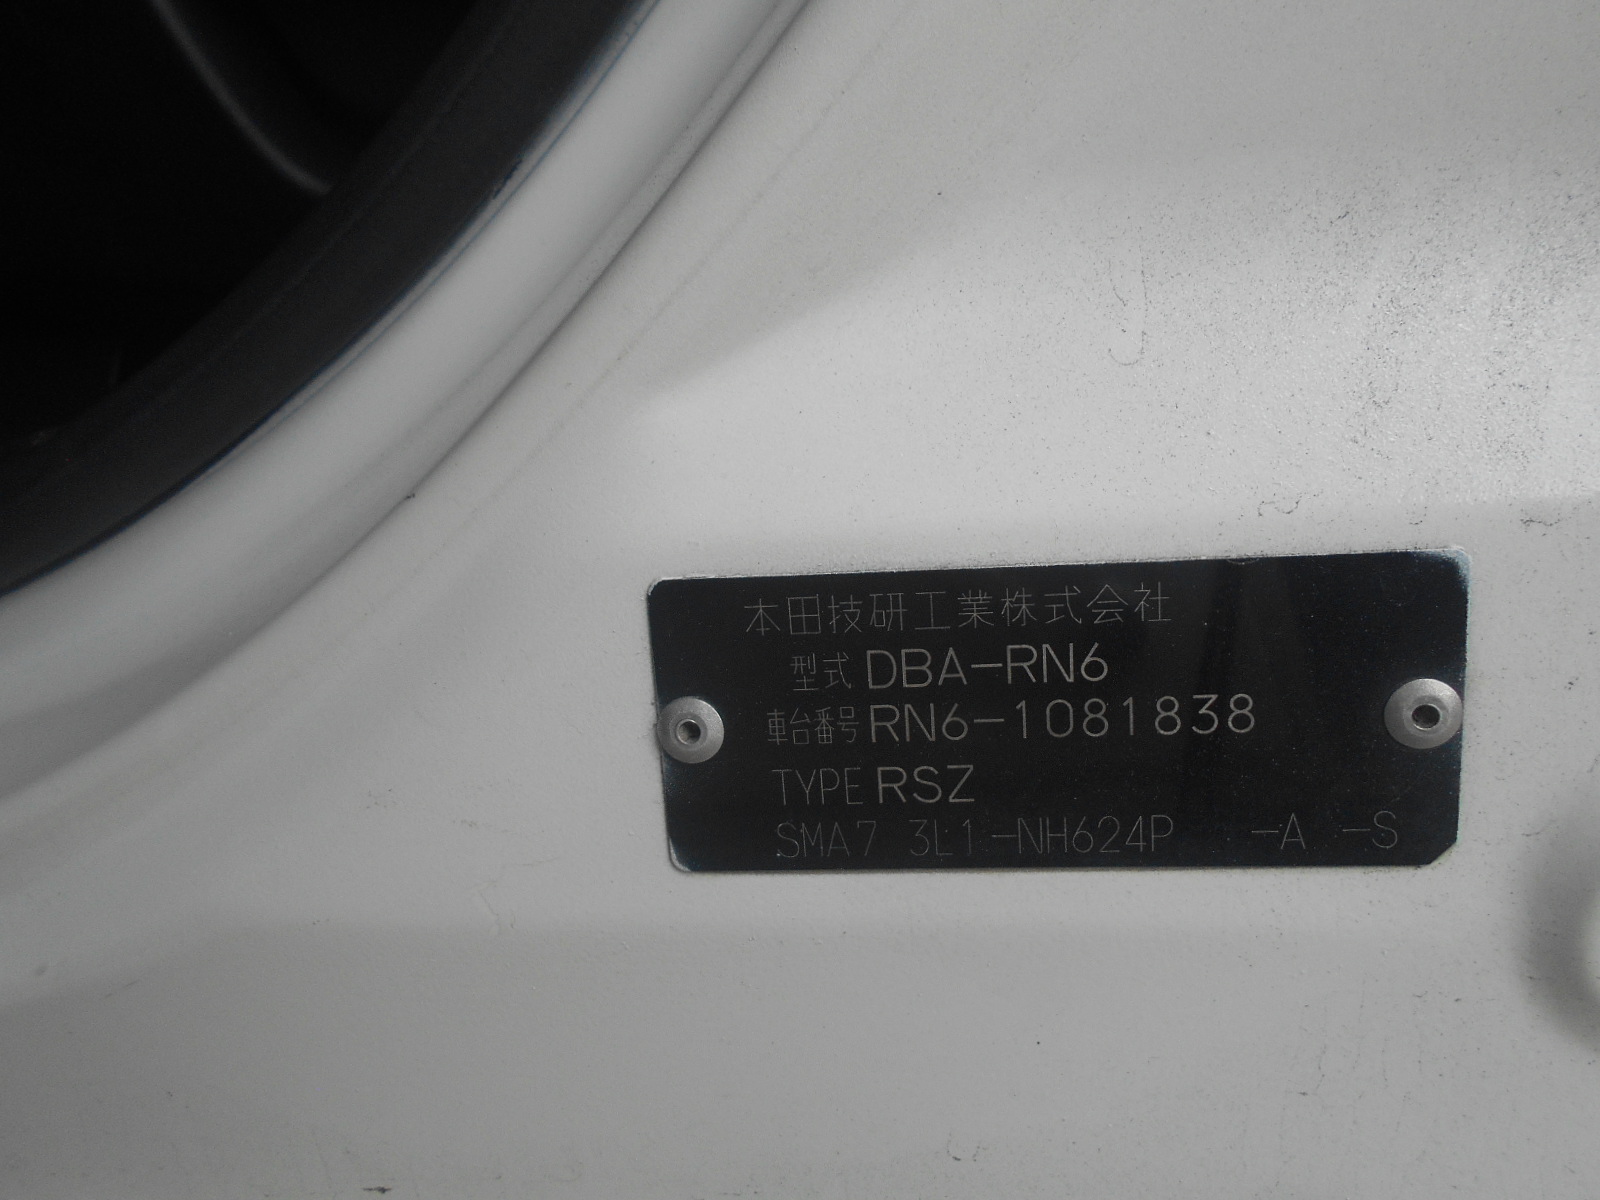 本田技研工業株式会社
型式 DBA-RN6
車台番号 RN6-1081838
TYPE RSZ
SMA7 3L1-NH624P -A -S